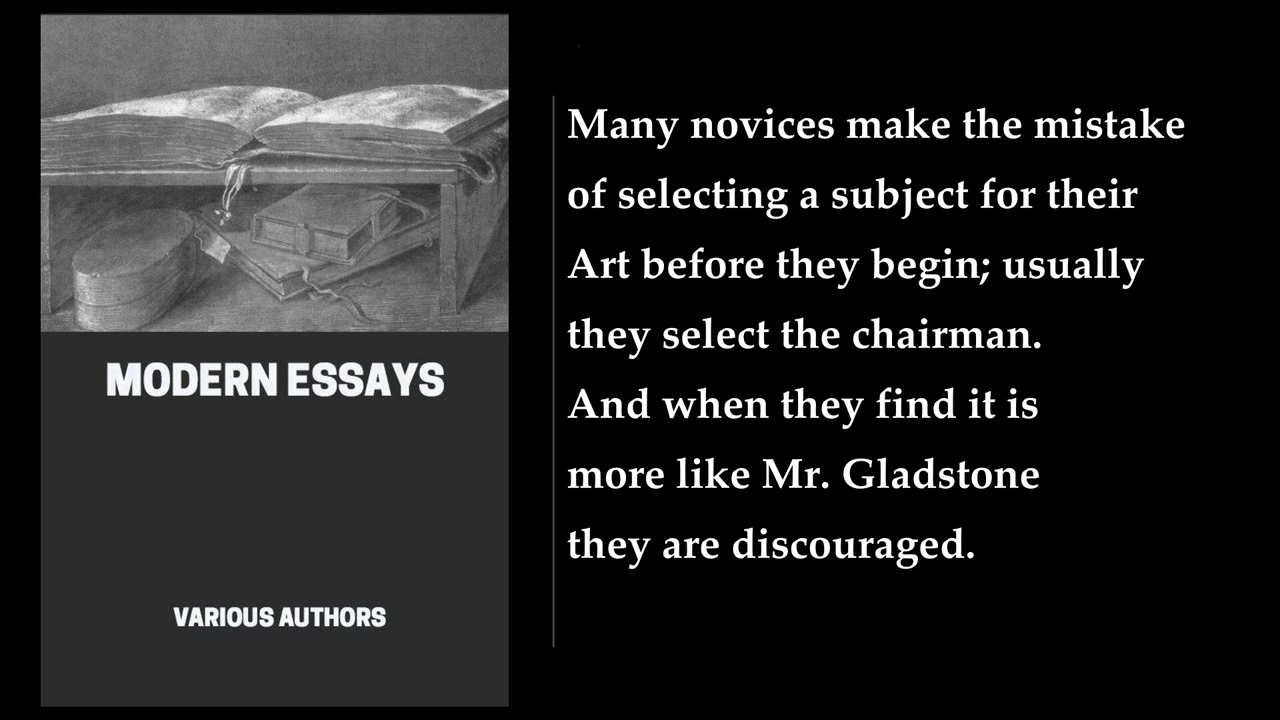 MODERN ESSAYS
VARIOUS AUTHORS
Many novices make the mistake
of selecting a subject for their
Art before they begin; usually
they select the chairman.
And when they find it is
more like Mr. Gladstone
they are discouraged.